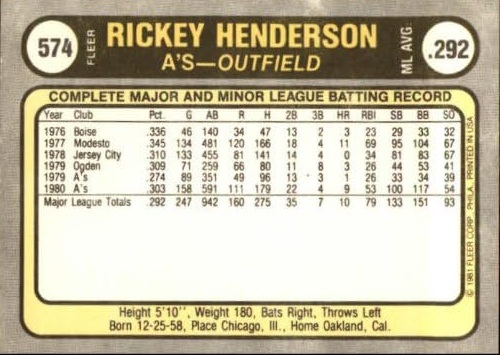 574 FLEER RICKEY HENDERSON ML AVG. .292
A'S—OUTFIELD
COMPLETE MAJOR AND MINOR LEAGUE BATTING RECORD
Year Club Pct. G AB R H 2B 3B HR RBI SB SB BB SO
1976 Boise .336 46 140 34 47 13 2 3 23 29 33 32
1977 Modesto .345 134 481 120 166 18 4 11 69 95 104 67
1978 Jersey City .310 133 455 81 141 14 4 0 34 81 83 67
1979 Ogden .309 71 259 66 80 11 8 3 26 44 53 41
1979 A's .274 89 351 49 96 13 3 1 26 33 34 39
1980 A's .303 158 591 111 179 22 4 9 53 100 117 54
Major League Totals .292 247 942 160 275 35 7 10 79 133 151 93
Height 5'10'', Weight 180, Bats Right, Throws Left
Born 12-25-58, Place Chicago, Ill., Home Oakland, Cal.
© 1981 FLEER CORP. PHILA. PRINTED IN USA